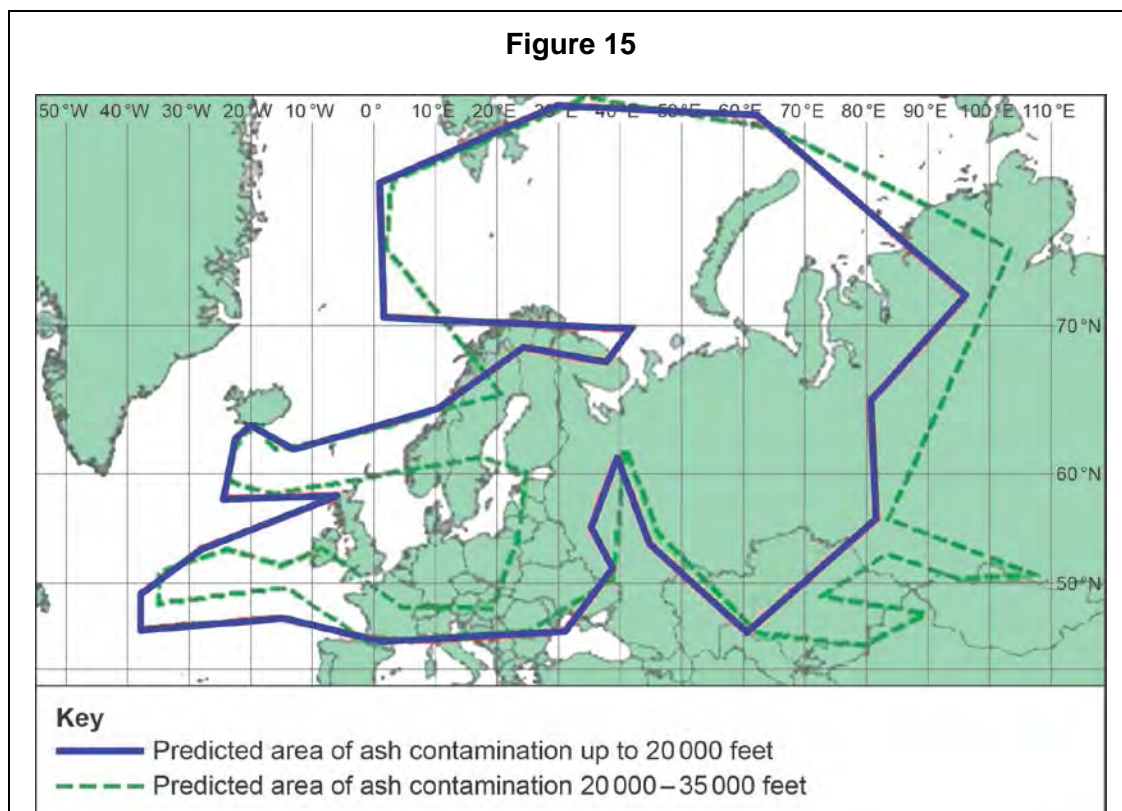 Figure 15
50 °W 40 °W 30 °W 20 °W 10 °W 0° 10 °E 20 °E 30 °E 40 °E 50 °E 60 °E 70 °E 80 °E 90 °E 100 °E 110 °E
70 °N
60 °N
50 °N
Key
Predicted area of ash contamination up to 20 000 feet
Predicted area of ash contamination 20 000 – 35 000 feet